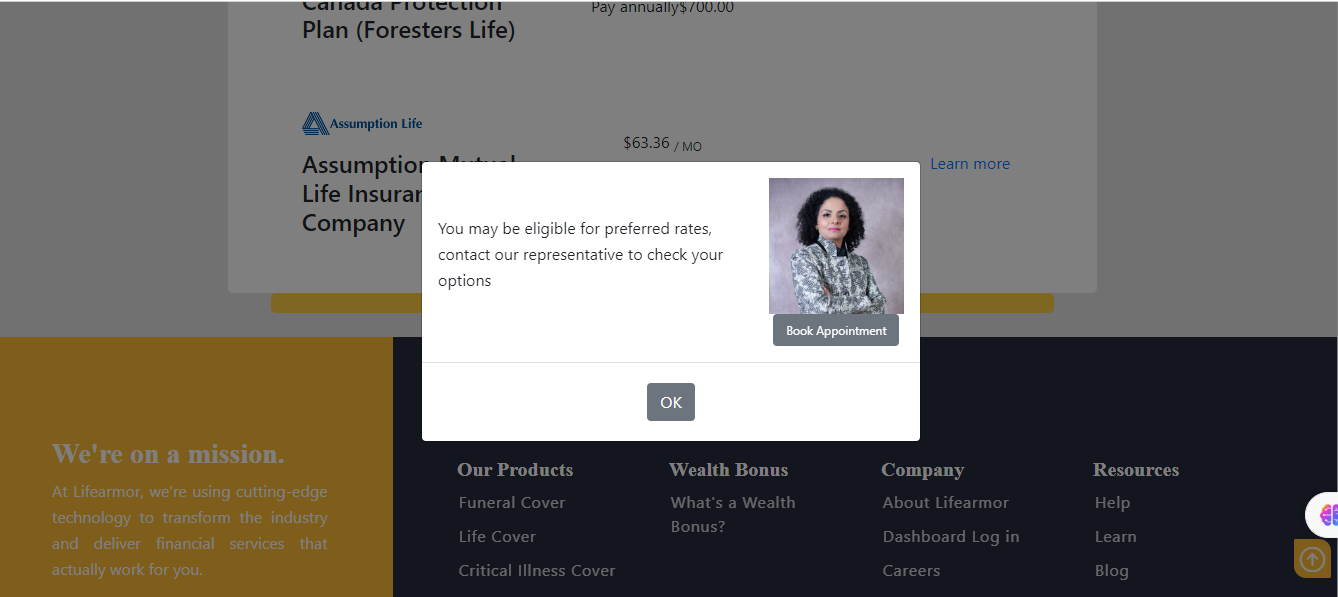 Canada Protection
Plan (Foresters Life)
Pay annually$700.00
Assumption Life
Assumption Mutual
Life Insuran
Company
$63.36 / MO
Learn more
You may be eligible for preferred rates,
contact our representative to check your
options
Book Appointment
OK
We're on a mission.
At Lifearmor, we're using cutting-edge
technology to transform the industry
and deliver financial services that
actually work for you.
Our Products
Funeral Cover
Life Cover
Critical Illness Cover
Wealth Bonus
What's a Wealth
Bonus?
Company
About Lifearmor
Dashboard Log in
Careers
Resources
Help
Learn
Blog